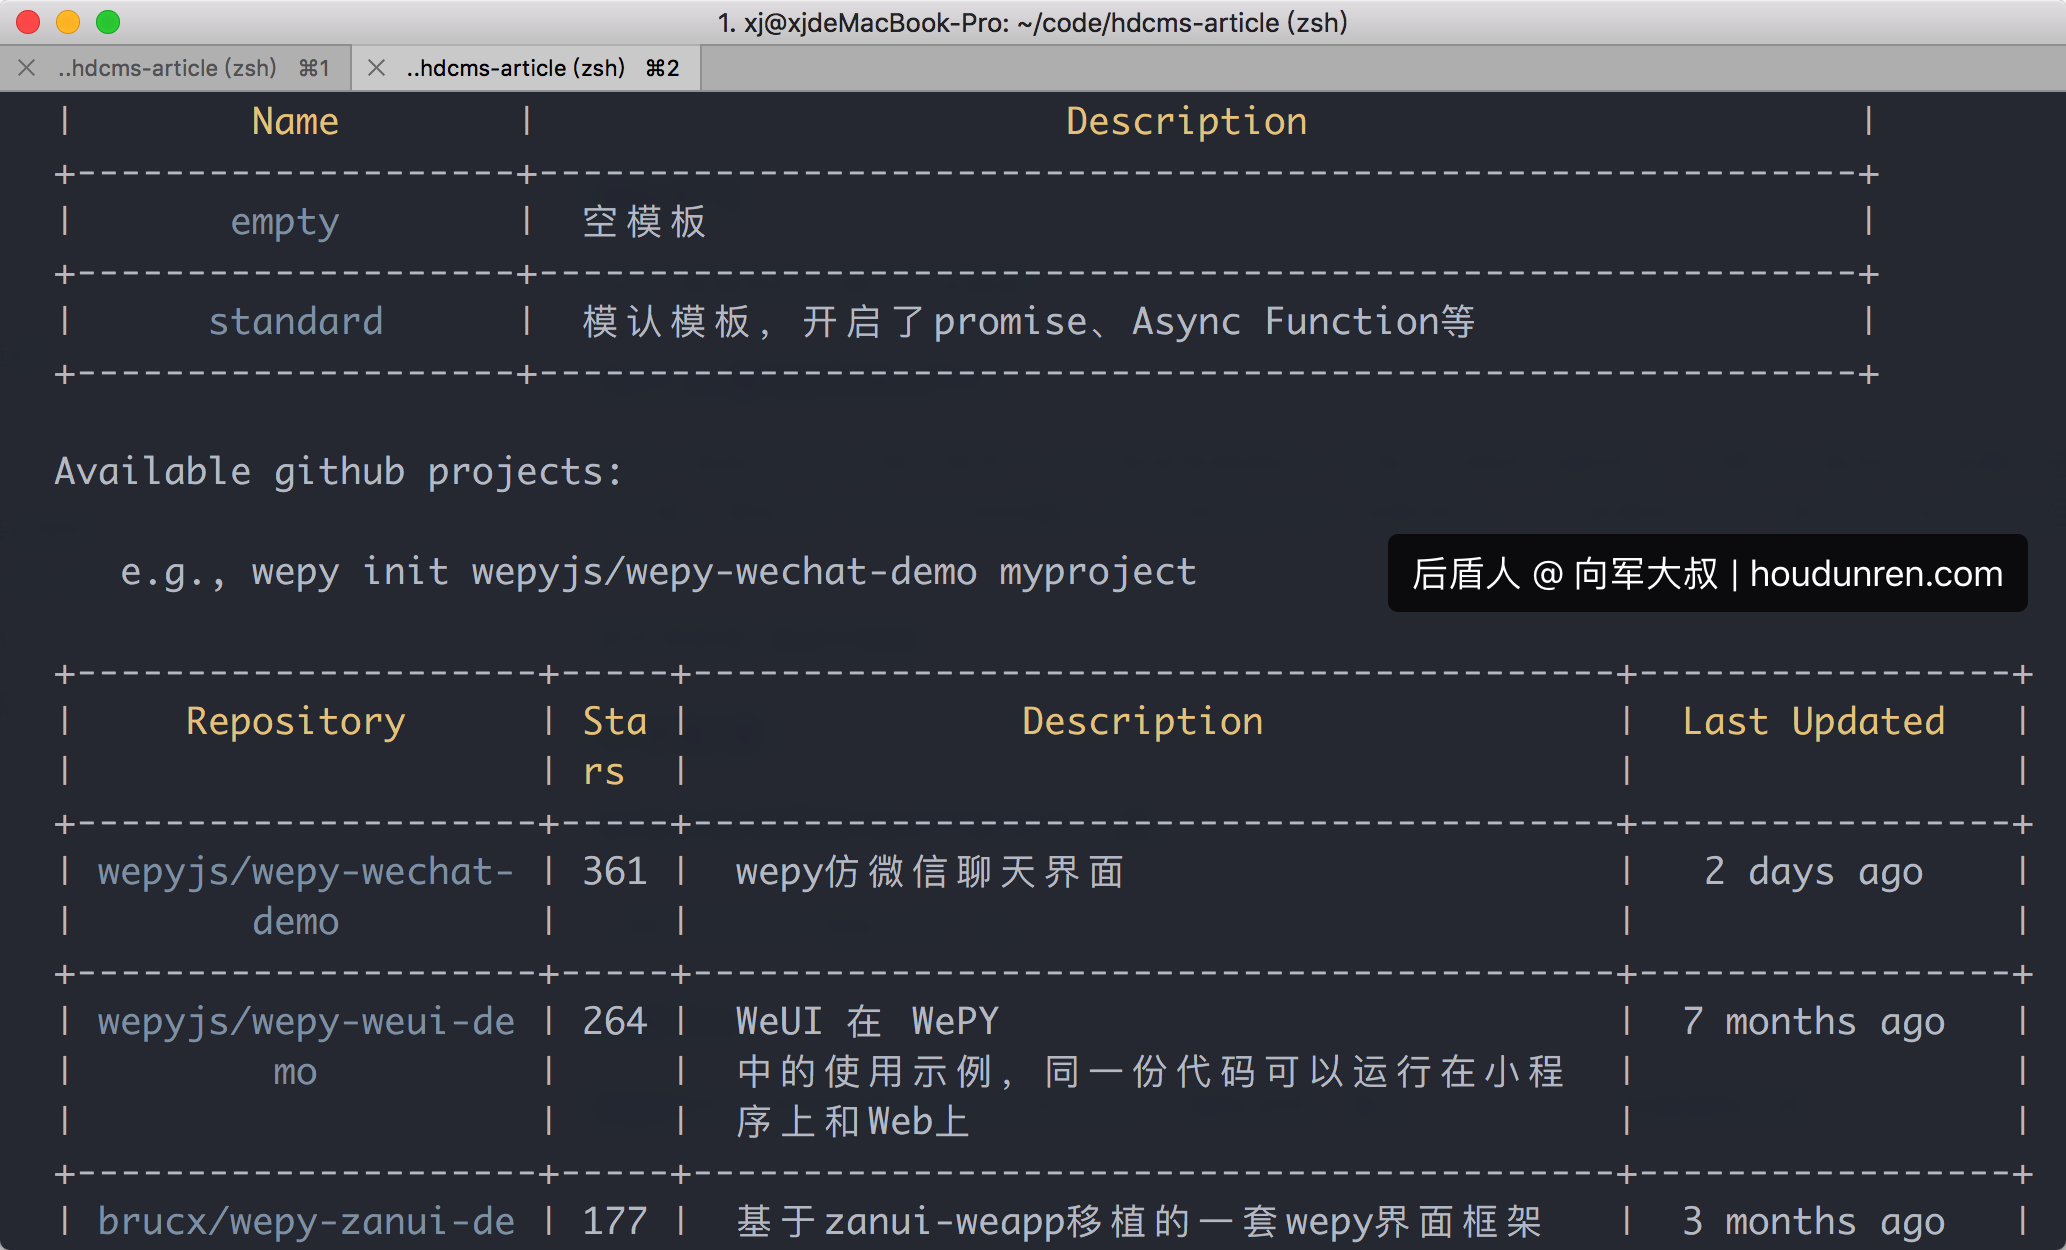 1. xj@xjdeMacBook-Pro: ~/code/hdcms-article (zsh)
..hdcms-article (zsh) ⌘1 ..hdcms-article (zsh) ⌘2
| Name | Description |
+--------------------+------------------------------------------------------------+
| empty | 空模板 |
+--------------------+------------------------------------------------------------+
| standard | 模认模板，开启了promise、Async Function等 |
+--------------------+------------------------------------------------------------+
Available github projects:
e.g., wepy init wepyjs/wepy-wechat-demo myproject
后盾人 @ 向军大叔 | houdunren.com
+---------------------+-----+------------------------------------------+-----------------+
| Repository | Sta | Description | Last Updated |
| | rs | | |
+---------------------+-----+------------------------------------------+-----------------+
| wepyjs/wepy-wechat- | 361 | wepy仿微信聊天界面 | 2 days ago |
| demo | | | |
+---------------------+-----+------------------------------------------+-----------------+
| wepyjs/wepy-weui-de | 264 | WeUI 在 WePY | 7 months ago |
| mo | | 中的使用示例，同一份代码可以运行在小程 | |
| | | 序上和Web上 | |
+---------------------+-----+------------------------------------------+-----------------+
| brucx/wepy-zanui-de | 177 | 基于zanui-weapp移植的一套wepy界面框架 | 3 months ago |